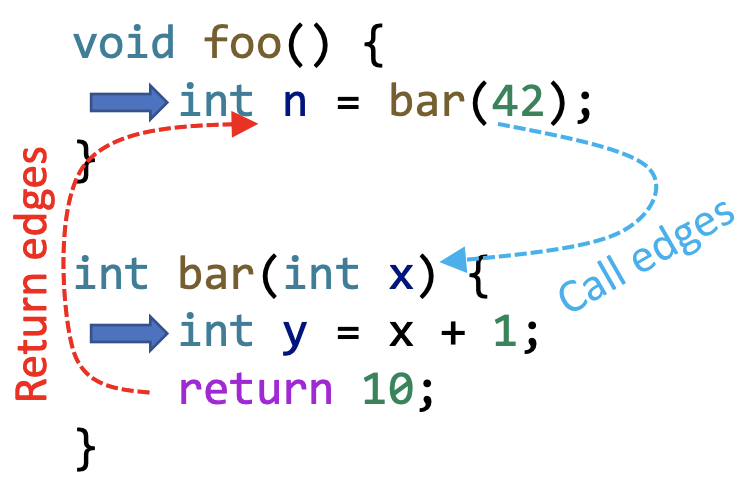 void foo() {
int n = bar(42);
}
Return edges
Call edges
int bar(int x) {
int y = x + 1;
return 10;
}